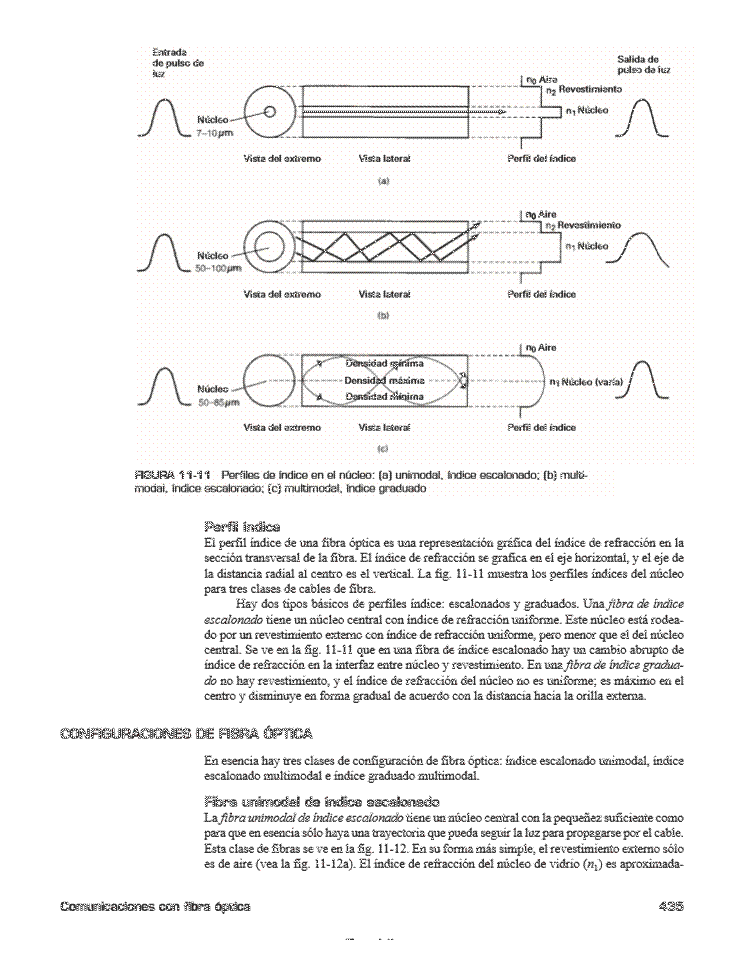 Entrada
de pulso de
luz
Salida de
pulso de luz
n0 Aire
n2 Revestimiento
n1 Núcleo
Núcleo
7–10 µm
Vista del extremo Vista lateral Perfil del índice
(a)
n0 Aire
n2 Revestimiento
n1 Núcleo
Núcleo
50–100 µm
Vista del extremo Vista lateral Perfil del índice
(b)
n0 Aire
Densidad mínima
Densidad máxima
n1 Núcleo (varía)
Densidad mínima
Núcleo
50–85 µm
Vista del extremo Vista lateral Perfil del índice
(c)
FIGURA 11-11 Perfiles de índice en el núcleo: (a) unimodal, índice escalonado; (b) multi-
modal, índice escalonado; (c) multimodal, índice graduado
Perfil índice
El perfil índice de una fibra óptica es una representación gráfica del índice de refracción en la
sección transversal de la fibra. El índice de refracción se grafica en el eje horizontal, y el eje de
la distancia radial al centro es el vertical. La fig. 11-11 muestra los perfiles índices del núcleo
para tres clases de cables de fibra.
Hay dos tipos básicos de perfiles índice: escalonados y graduados. Una fibra de índice
escalonado tiene un núcleo central con índice de refracción uniforme. Este núcleo está rodea-
do por un revestimiento externo con índice de refracción uniforme, pero menor que el del núcleo
central. Se ve en la fig. 11-11 que en una fibra de índice escalonado hay un cambio abrupto de
índice de refracción en la interfaz entre núcleo y revestimiento. En una fibra de índice gradua-
do no hay revestimiento, y el índice de refracción del núcleo no es uniforme; es máximo en el
centro y disminuye en forma gradual de acuerdo con la distancia hacia la orilla externa.
CONFIGURACIONES DE FIBRA ÓPTICA
En esencia hay tres clases de configuración de fibra óptica: índice escalonado unimodal, índice
escalonado multimodal e índice graduado multimodal.
Fibra unimodal de índice escalonado
La fibra unimodal de índice escalonado tiene un núcleo central con la pequeñez suficiente como
para que en esencia sólo haya una trayectoria que pueda seguir la luz para propagarse por el cable.
Esta clase de fibras se ve en la fig. 11-12. En su forma más simple, el revestimiento externo sólo
es de aire (vea la fig. 11-12a). El índice de refracción del núcleo de vidrio (n1) es aproximada-
Comunicaciones con fibra óptica 435